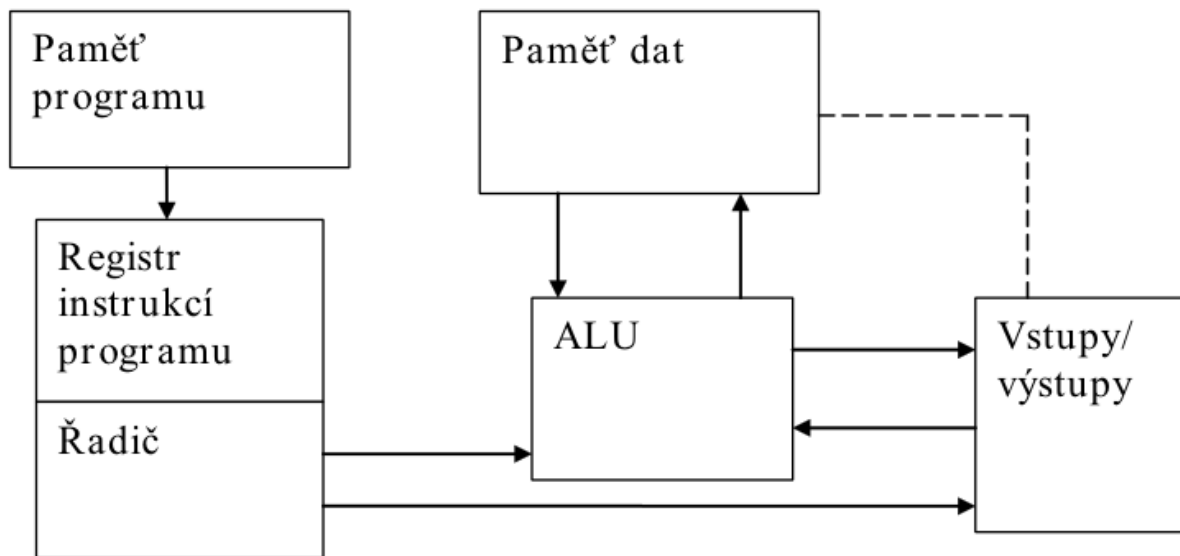 Paměť
programu
Paměť dat
Registr
instrukcí
programu
Řadič
ALU
Vstupy/
výstupy